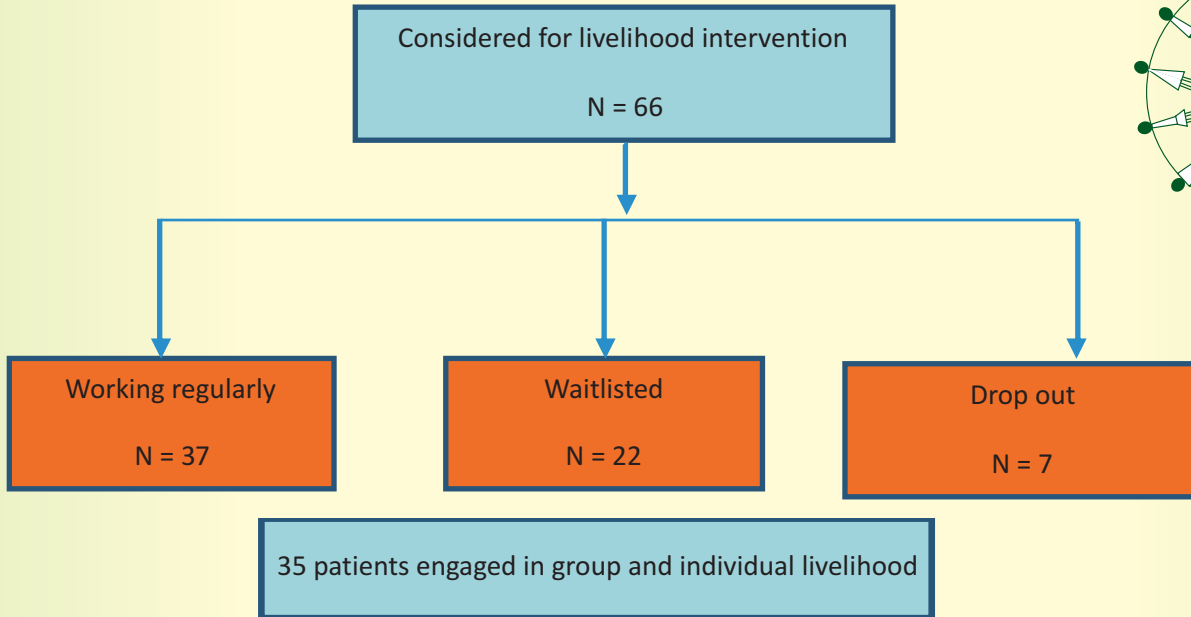 Considered for livelihood intervention
N = 66
Working regularly
N = 37
Waitlisted
N = 22
Drop out
N = 7
35 patients engaged in group and individual livelihood